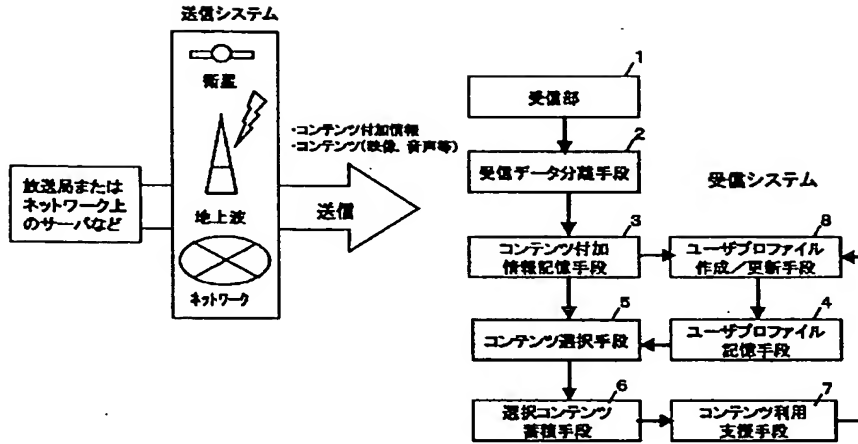 送信システム
衛星
地上波
ネットワーク
放送局または
ネットワーク上
のサーバなど
・コンテンツ付加情報
・コンテンツ(映像、音声等)
送信
受信システム
1
受信部
2
受信データ分離手段
3
コンテンツ付加
情報記憶手段
8
ユーザプロファイル
作成／更新手段
5
コンテンツ選択手段
4
ユーザプロファイル
記憶手段
6
選択コンテンツ
蓄積手段
7
コンテンツ利用
支援手段